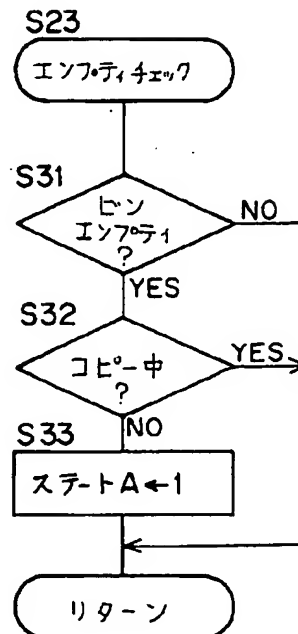 S23
エンプティチェック
S31
ビン
エンプティ
?
NO
YES
S32
コピー中
?
YES
NO
S33
ステートA←1
リターン